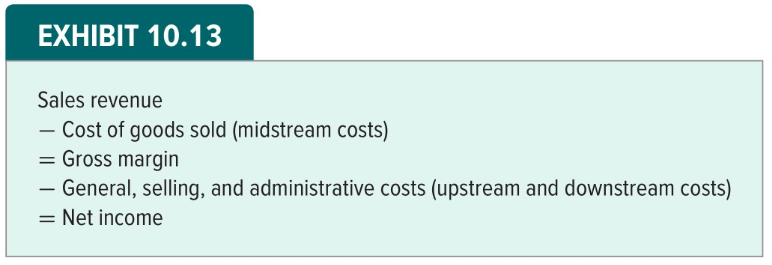 EXHIBIT 10.13
Sales revenue
− Cost of goods sold (midstream costs)
= Gross margin
− General, selling, and administrative costs (upstream and downstream costs)
= Net income